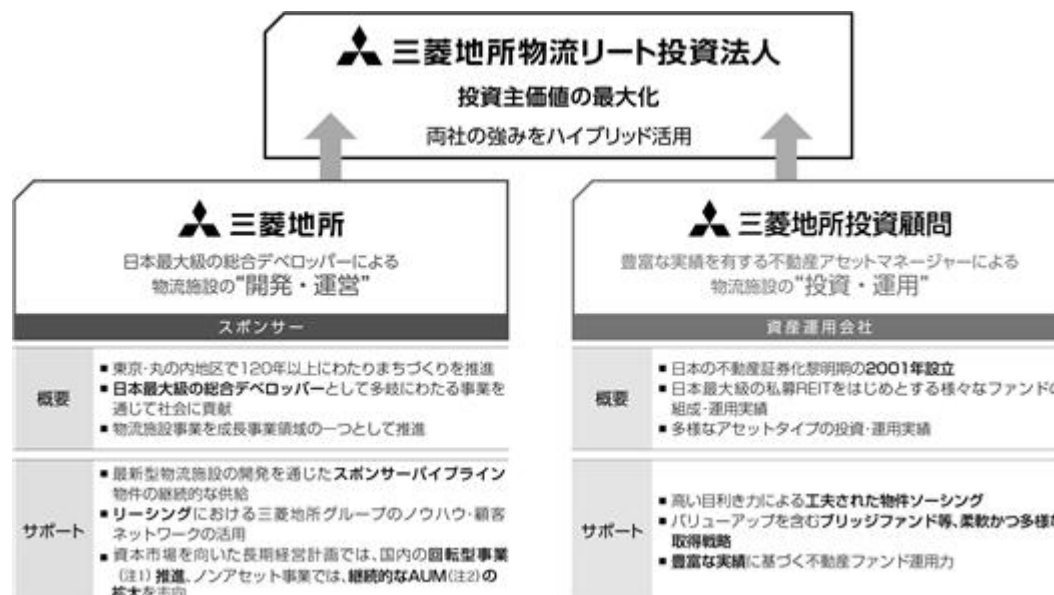 三菱地所物流リート投資法人
投資主価値の最大化
両社の強みをハイブリッド活用
三菱地所
日本最大級の総合デベロッパーによる
物流施設の"開発・運営"
スポンサー
概要
■ 東京・丸の内地区で120年以上にわたりまちづくりを推進
■ 日本最大級の総合デベロッパーとして多岐にわたる事業を
通じて社会に貢献
■ 物流施設事業を成長事業領域の一つとして推進
サポート
■ 最新型物流施設の開発を通じたスポンサーパイプライン
物件の継続的な供給
■ リーシングにおける三菱地所グループのノウハウ・顧客
ネットワークの活用
■ 資本市場を向いた長期経営計画では、国内の回転型事業
(注1)推進、ノンアセット事業では、継続的なAUM(注2)の
拡大を志向
三菱地所投資顧問
豊富な実績を有する不動産アセットマネージャーによる
物流施設の"投資・運用"
資産運用会社
概要
■ 日本の不動産証券化黎明期の2001年設立
■ 日本最大級の私募REITをはじめとする様々なファンドの
組成・運用実績
■ 多様なアセットタイプの投資・運用実績
サポート
■ 高い目利き力による工夫された物件ソーシング
■ バリューアップを含むブリッジファンド等、柔軟かつ多様な
取得戦略
■ 豊富な実績に基づく不動産ファンド運用力